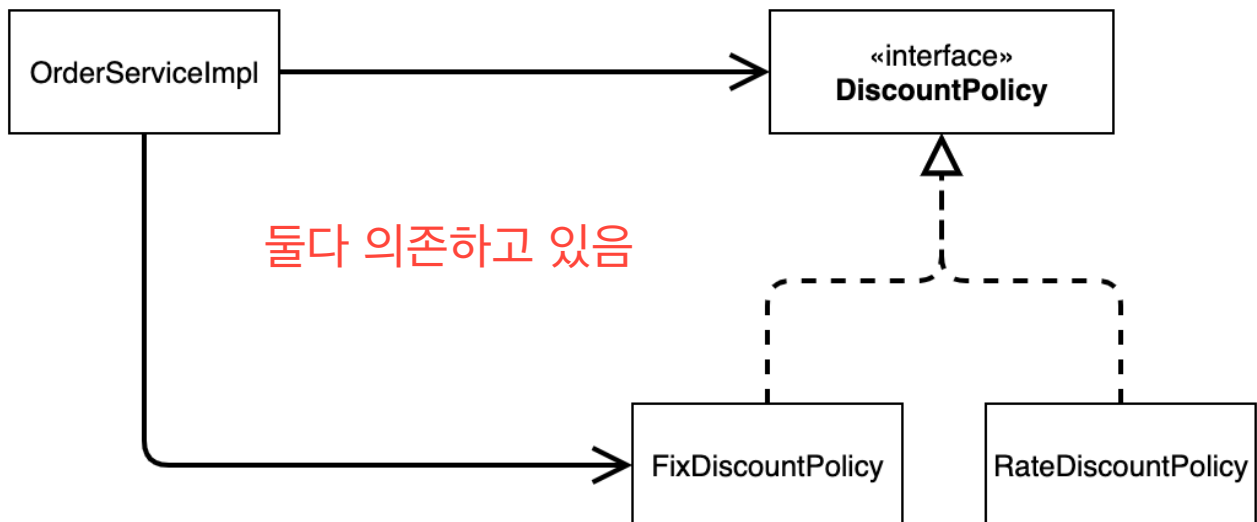 OrderServiceImpl
«interface»
DiscountPolicy
둘다 의존하고 있음
FixDiscountPolicy
RateDiscountPolicy